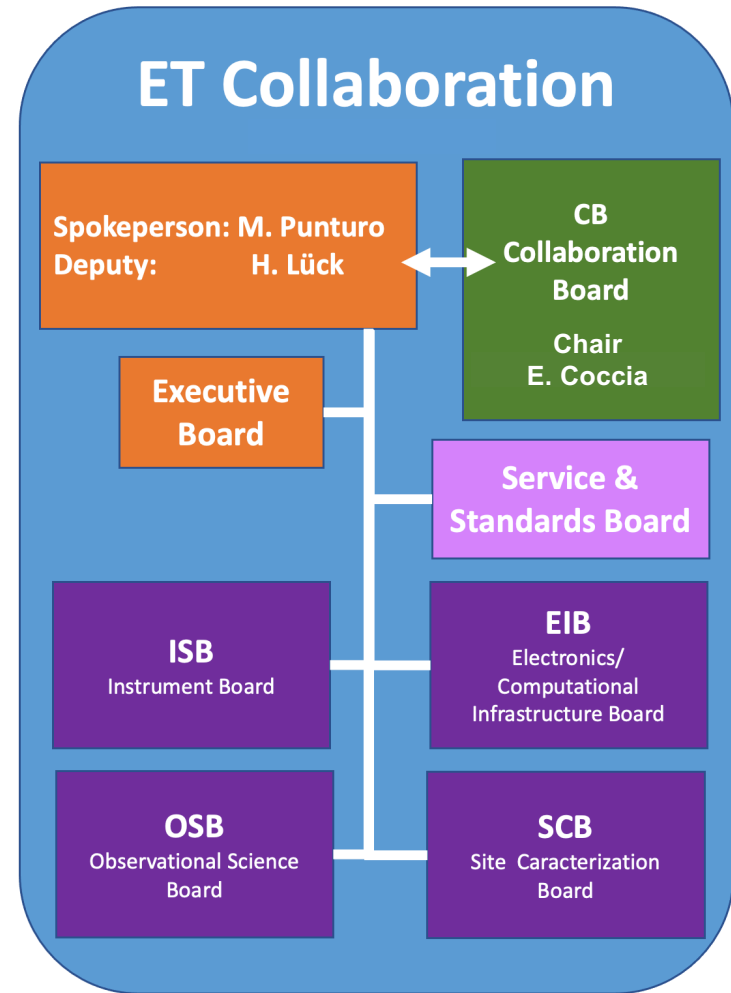 ET Collaboration
Spokeperson: M. Punturo
Deputy: H. Lück
CB
Collaboration
Board
Chair
E. Coccia
Executive
Board
Service &
Standards Board
ISB
Instrument Board
EIB
Electronics/
Computational
Infrastructure Board
OSB
Observational Science
Board
SCB
Site Caracterization
Board